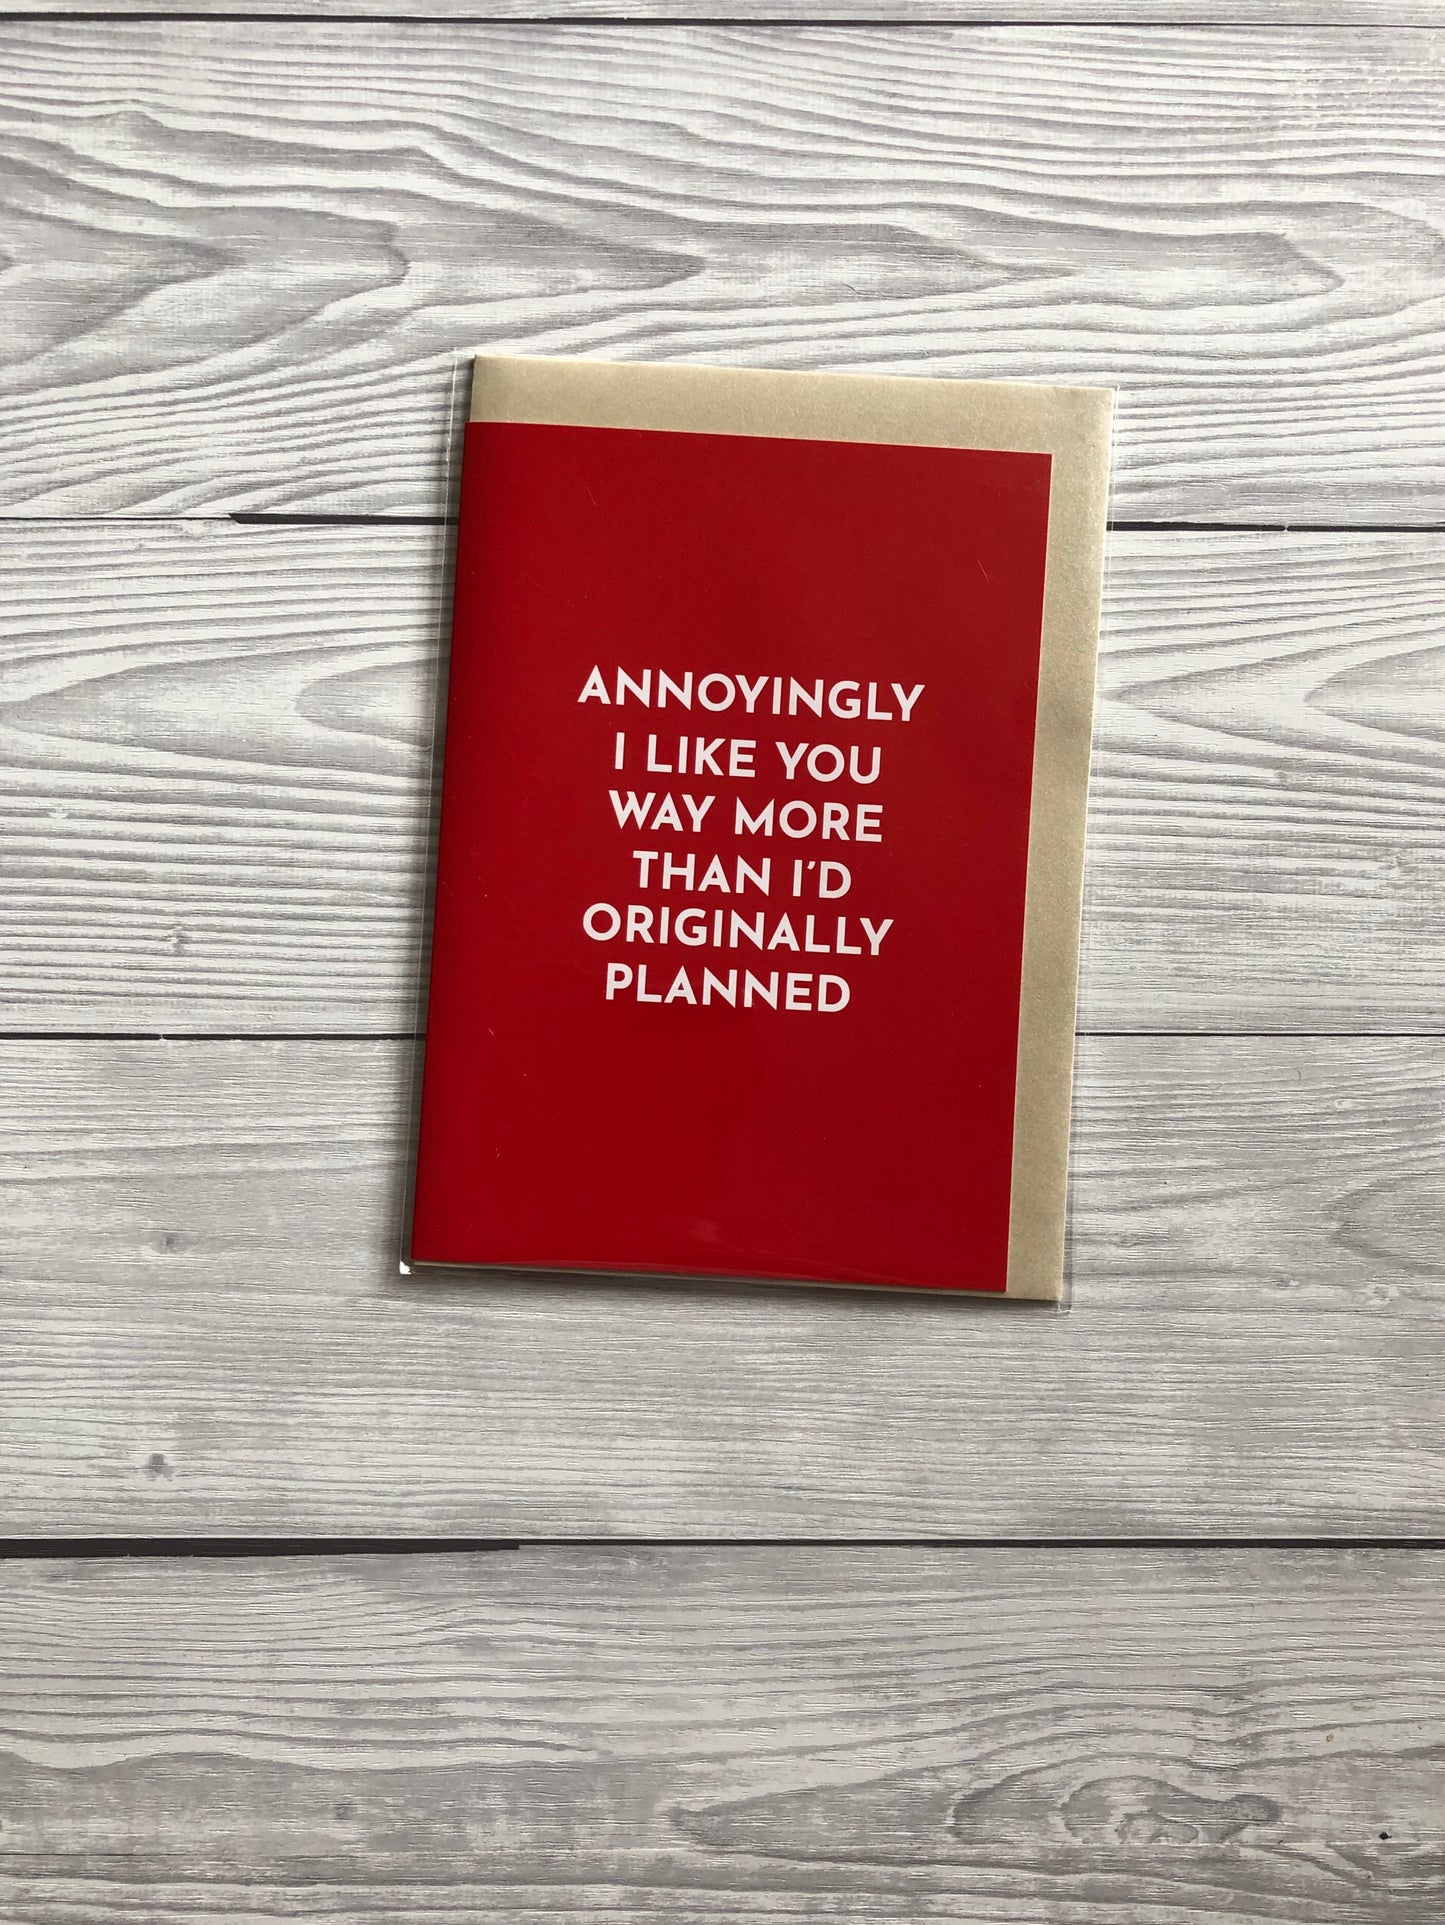 ANNOYINGLY
I LIKE YOU
WAY MORE
THAN I'D
ORIGINALLY
PLANNED